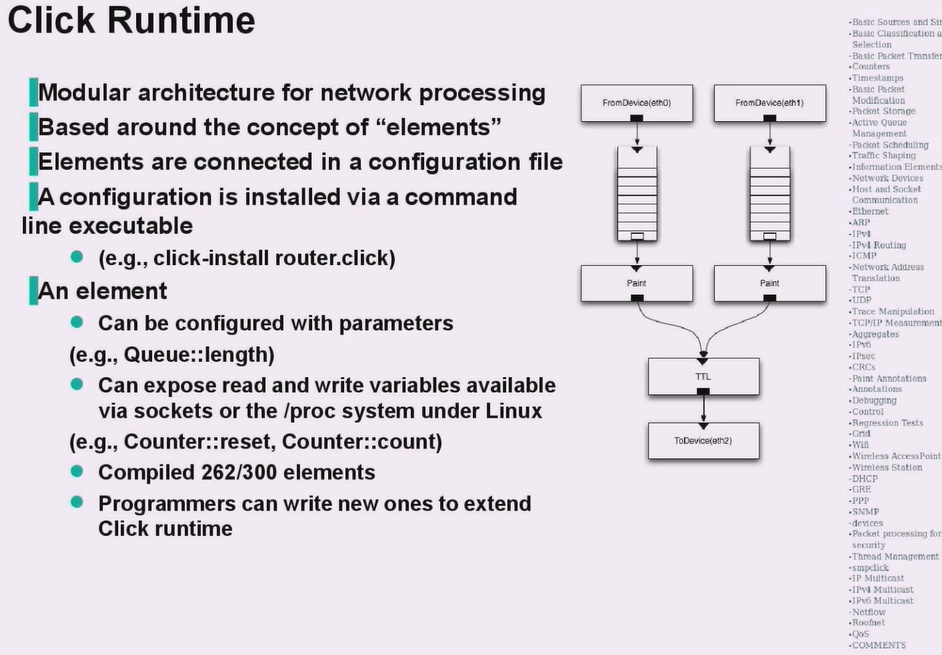 Click Runtime
Modular architecture for network processing
Based around the concept of “elements”
Elements are connected in a configuration file
A configuration is installed via a command
line executable
(e.g., click-install router.click)
An element
Can be configured with parameters
(e.g., Queue::length)
Can expose read and write variables available
via sockets or the /proc system under Linux
(e.g., Counter::reset, Counter::count)
Compiled 262/300 elements
Programmers can write new ones to extend
Click runtime
FromDevice(eth0)
FromDevice(eth1)
Paint
Paint
TTL
ToDevice(eth2)
•Basic Sources and
•Basic Classification
Selection
-Basic Packet Transfer
•Counters
•Timestamps
•Basic Packet
Modification
•Packet Storage
•Active Queue
Management
-Packet Scheduling
•Traffic Shaping
•Information Elements
•Network Devices
•Host and Socket
Communication
•Ethernet
•ARP
•IPv4
-IPv4 Routing
•ICMP
•Network Address
Translation
-TCP
•UDP
•Trace Manipulation
•TCP/IP Measurement
•Aggregates
•IPv6
•IPsec
•CRCs
-Paint Annotations
•Annotations
•Debugging
•Control
•Regression Tests
•Grid
•Wifi
•Wireless AccessPoint
-Wireless Station
-DHCP
•GRE
•PPP
•SNMP
-devices
•Packet processing for
security
•Thread Management
•smpclick
•IP Multicast
•IPv4 Multicast
•IPv6 Multicast
-Netflow
•Roofnet
•QoS
•COMMENTS